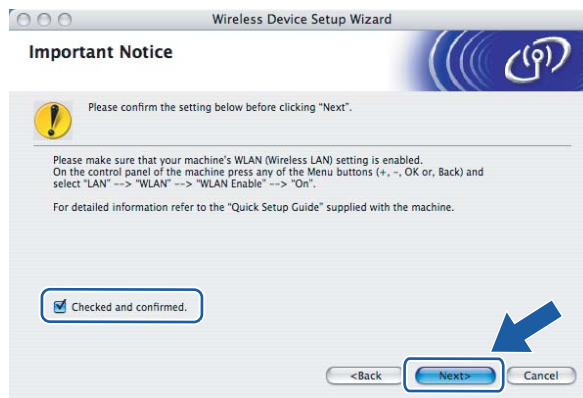 Wireless Device Setup Wizard
Important Notice
Please confirm the setting below before clicking "Next".
Please make sure that your machine's WLAN (Wireless LAN) setting is enabled.
On the control panel of the machine press any of the Menu buttons (+, -, OK or, Back) and
select "LAN" --> "WLAN" --> "WLAN Enable" --> "On".
For detailed information refer to the "Quick Setup Guide" supplied with the machine.
Checked and confirmed.
<Back Next> Cancel